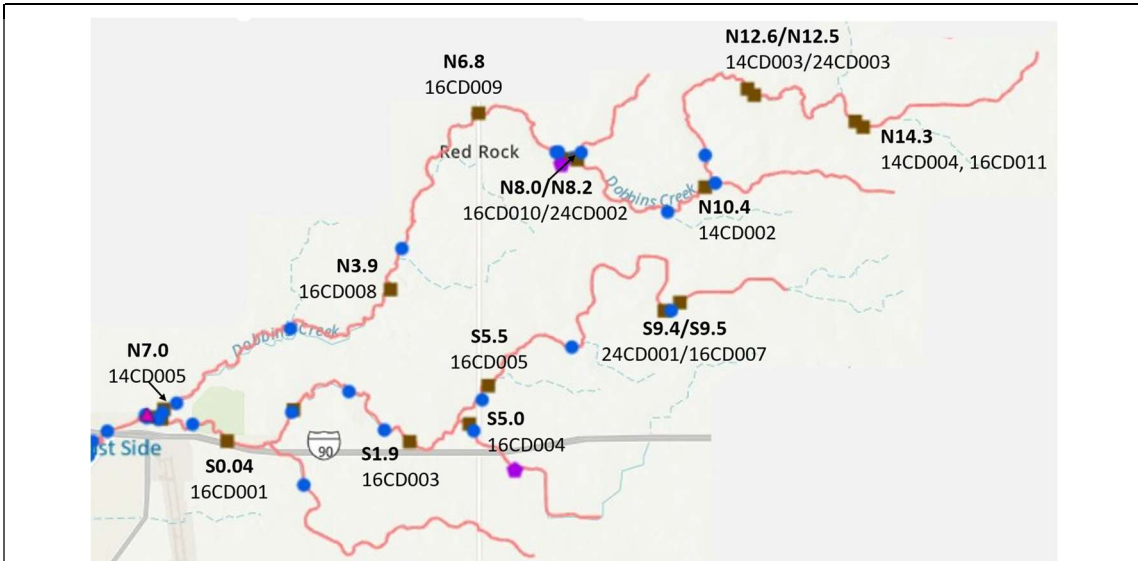 N12.6/N12.5
14CD003/24CD003
N6.8
16CD009
N14.3
14CD004, 16CD011
Red Rock
N8.0/N8.2
16CD010/24CD002
Dobbins Creek
N10.4
14CD002
N3.9
16CD008
S9.4/S9.5
24CD001/16CD007
Dobbins Creek
S5.5
16CD005
N7.0
14CD005
S5.0
16CD004
90
S1.9
16CD003
st Side
S0.04
16CD001